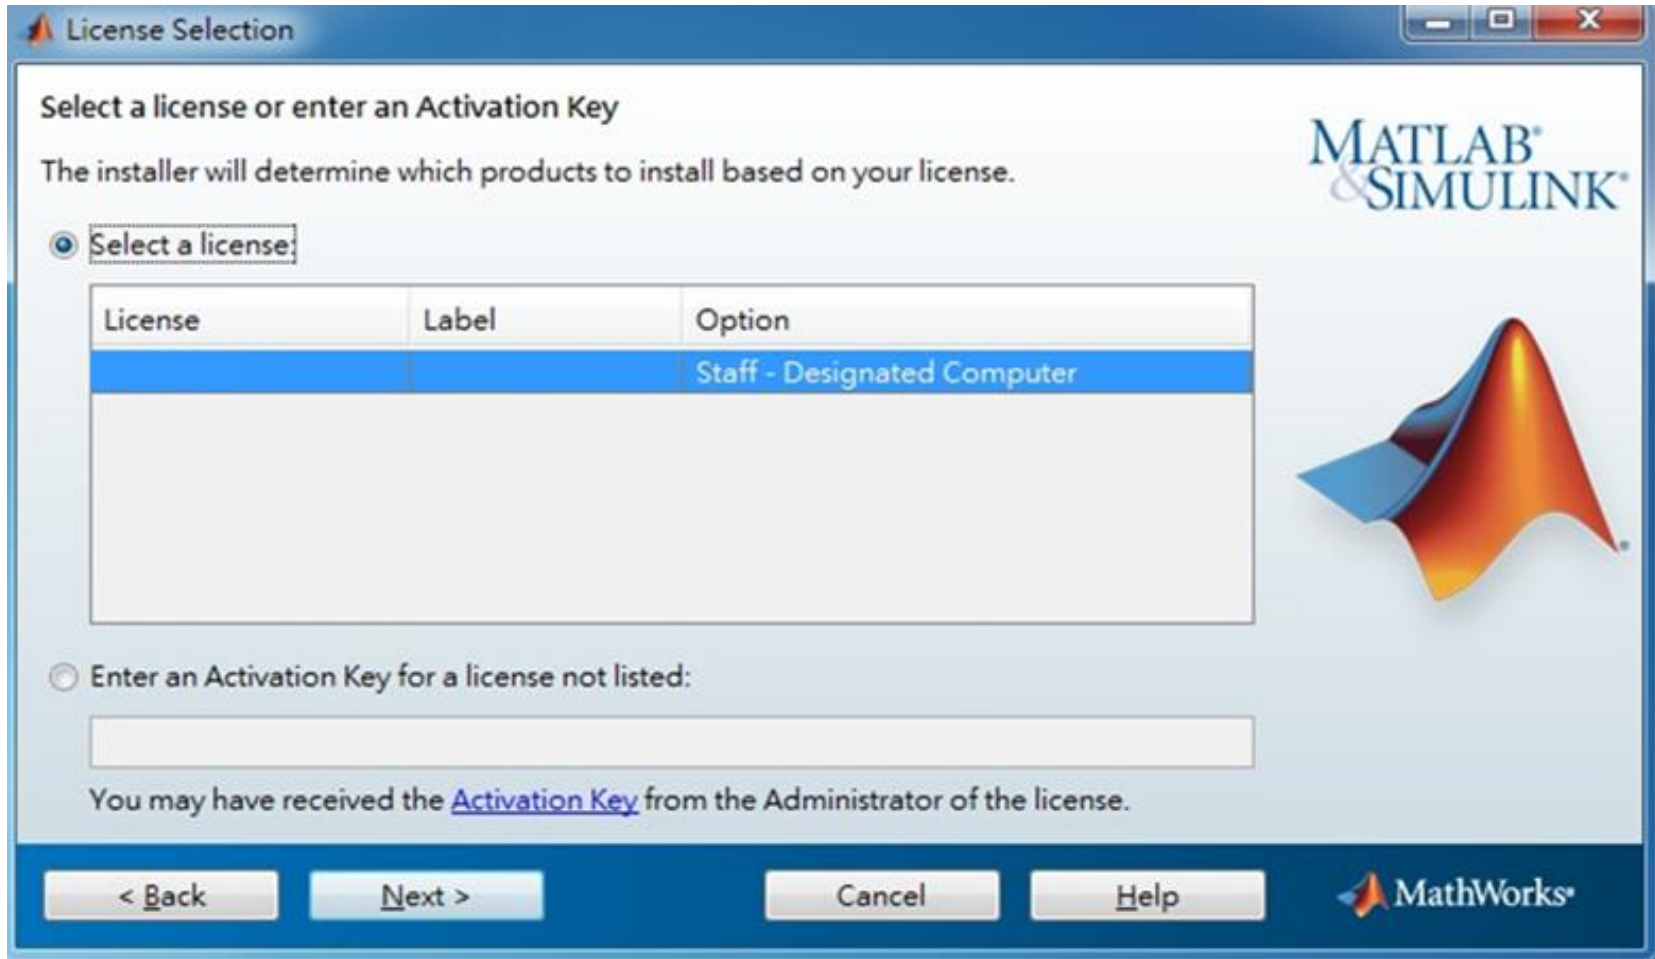 License Selection
Select a license or enter an Activation Key
The installer will determine which products to install based on your license.
MATLAB®
&SIMULINK®
Select a license:
License Label Option
Staff - Designated Computer
Enter an Activation Key for a license not listed:
You may have received the Activation Key from the Administrator of the license.
< Back Next > Cancel Help MathWorks®